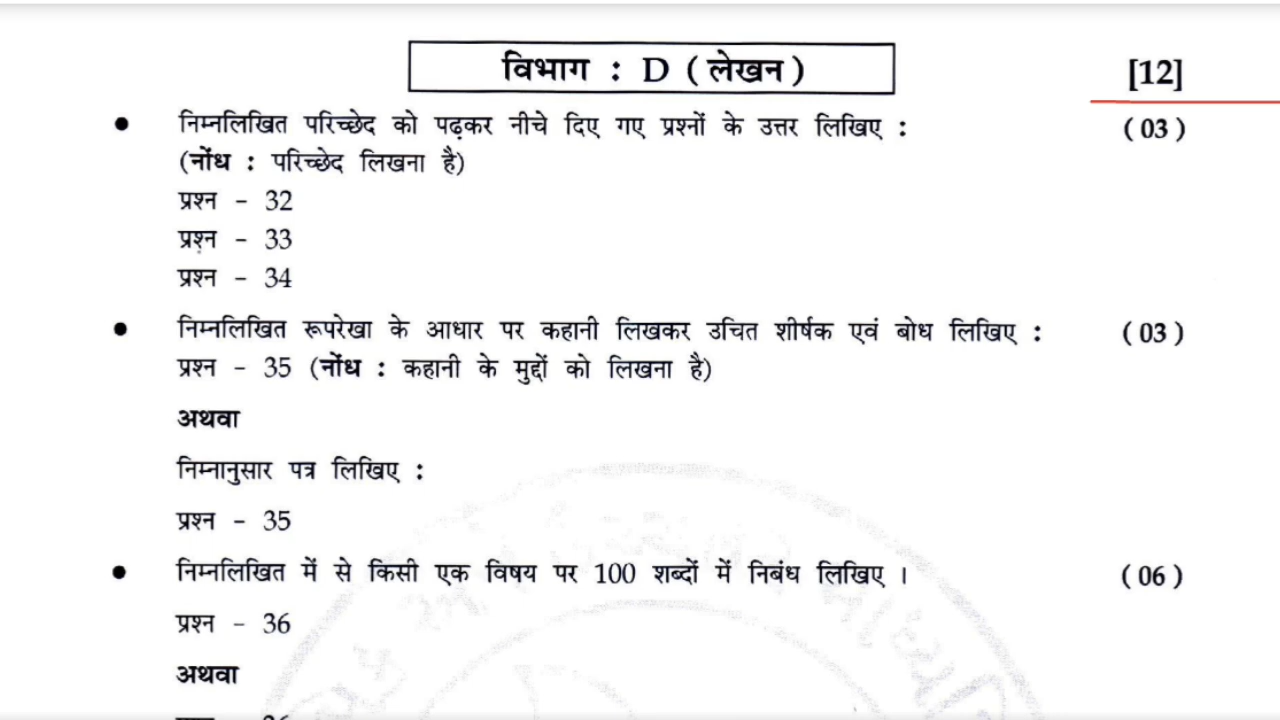 विभाग : D ( लेखन ) [12]
● निम्नलिखित परिच्छेद को पढ़कर नीचे दिए गए प्रश्नों के उत्तर लिखिए : ( 03 )
(नोंध : परिच्छेद लिखना है)
प्रश्न - 32
प्रश्न - 33
प्रश्न - 34
● निम्नलिखित रूपरेखा के आधार पर कहानी लिखकर उचित शीर्षक एवं बोध लिखिए : ( 03 )
प्रश्न - 35 (नोंध : कहानी के मुद्दों को लिखना है)
अथवा
निम्नानुसार पत्र लिखिए :
प्रश्न - 35
● निम्नलिखित में से किसी एक विषय पर 100 शब्दों में निबंध लिखिए । ( 06 )
प्रश्न - 36
अथवा